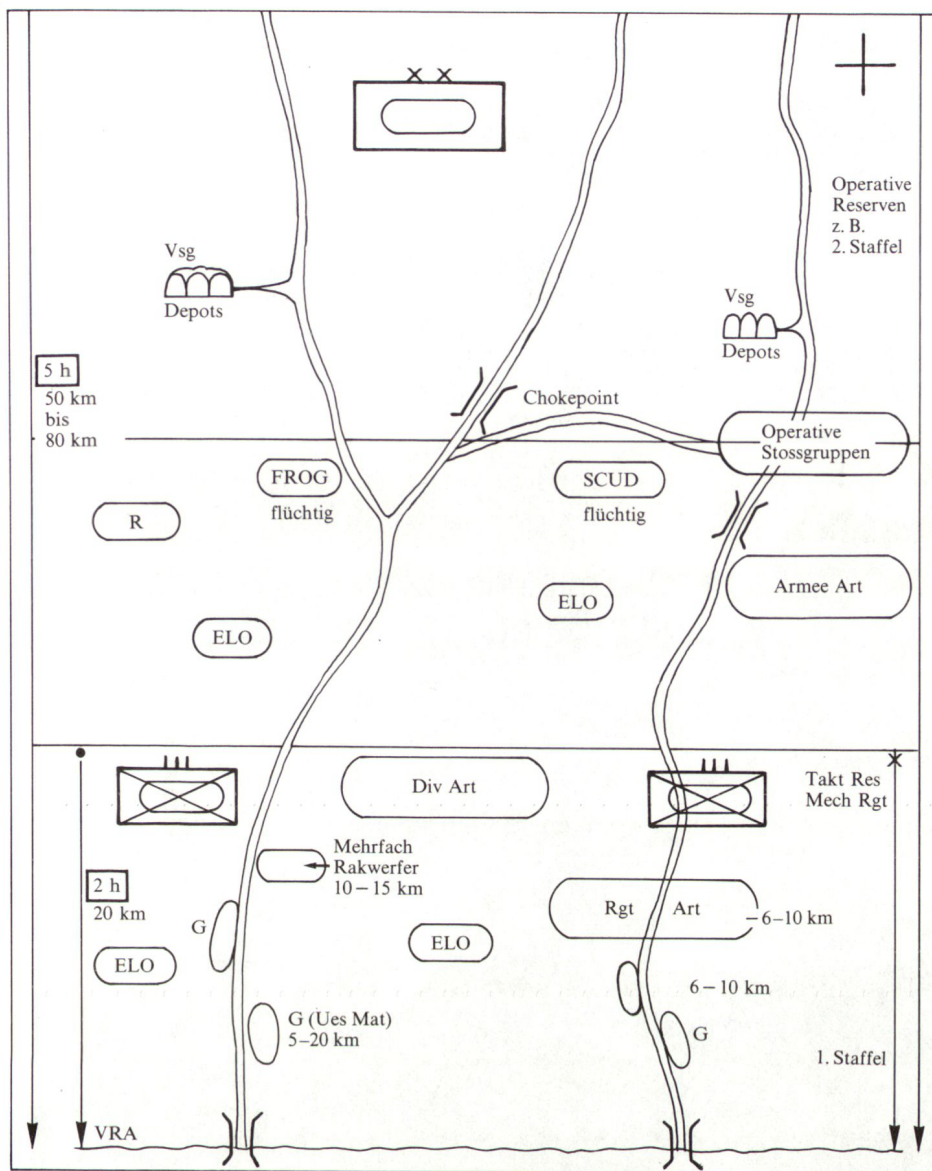 Operative
Reserven
z. B.
2. Staffel
Vsg
Depots
Vsg
Depots
5 h
50 km
bis
80 km
Chokepoint
Operative
Stossgruppen
FROG
flüchtig
SCUD
flüchtig
R
Armee Art
ELO
ELO
Div Art
Takt Res
Mech Rgt
Mehrfach
Rakwerfer
10–15 km
2 h
20 km
Rgt Art
–6–10 km
G
ELO
ELO
6–10 km
G (Ues Mat)
5–20 km
G
1. Staffel
VRA